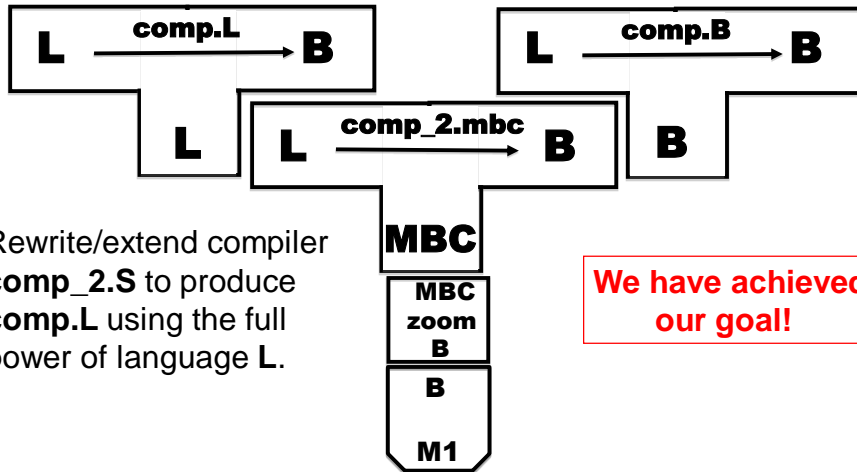 comp.L
L B
L
comp_2.mbc
L B
MBC
comp.B
L B
B
MBC
zoom
B
B
M1
Rewrite/extend compiler
comp_2.S to produce
comp.L using the full
power of language L.
We have achieved
our goal!